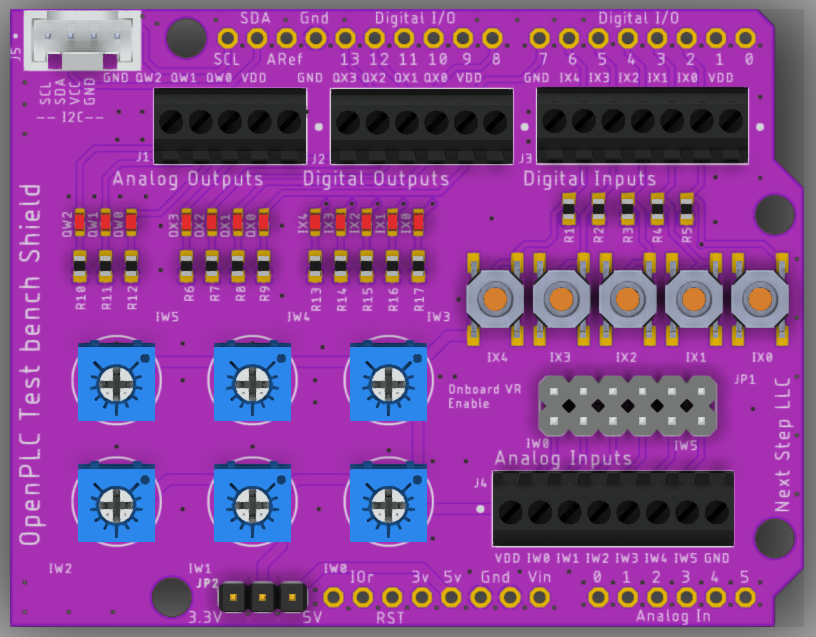 SDA Gnd Digital I/O Digital I/O
J5
SCL ARef 13 12 11 10 9 8 7 6 5 4 3 2 1 0
GND QW2 QW1 QW0 VDD GND QX3 QX2 QX1 QX0 VDD GND IX4 IX3 IX2 IX1 IX0 VDD
SCL
SDA
VCC
GND
-- I2C--
J1 J2 J3
Analog Outputs Digital Outputs Digital Inputs
QW2 QW1 QW0 QX3 QX2 QX1 QX0 IX4 IX3 IX2 IX1 IX0
R1 R2 R3 R4 R5
R10 R11 R12 R6 R7 R8 R9 R13 R14 R15 R16 R17
OpenPLC Test bench Shield
IW5 IW4 IW3
IX4 IX3 IX2 IX1 IX0
Onboard VR
Enable
JP1
IW0 IW5
Analog Inputs
J4
Next Step LLC
VDD IW0 IW1 IW2 IW3 IW4 IW5 GND
IW2 IW1 IW0
JP2
IOr 3v 5v Gnd Vin 0 1 2 3 4 5
3.3V 5V RST Analog In